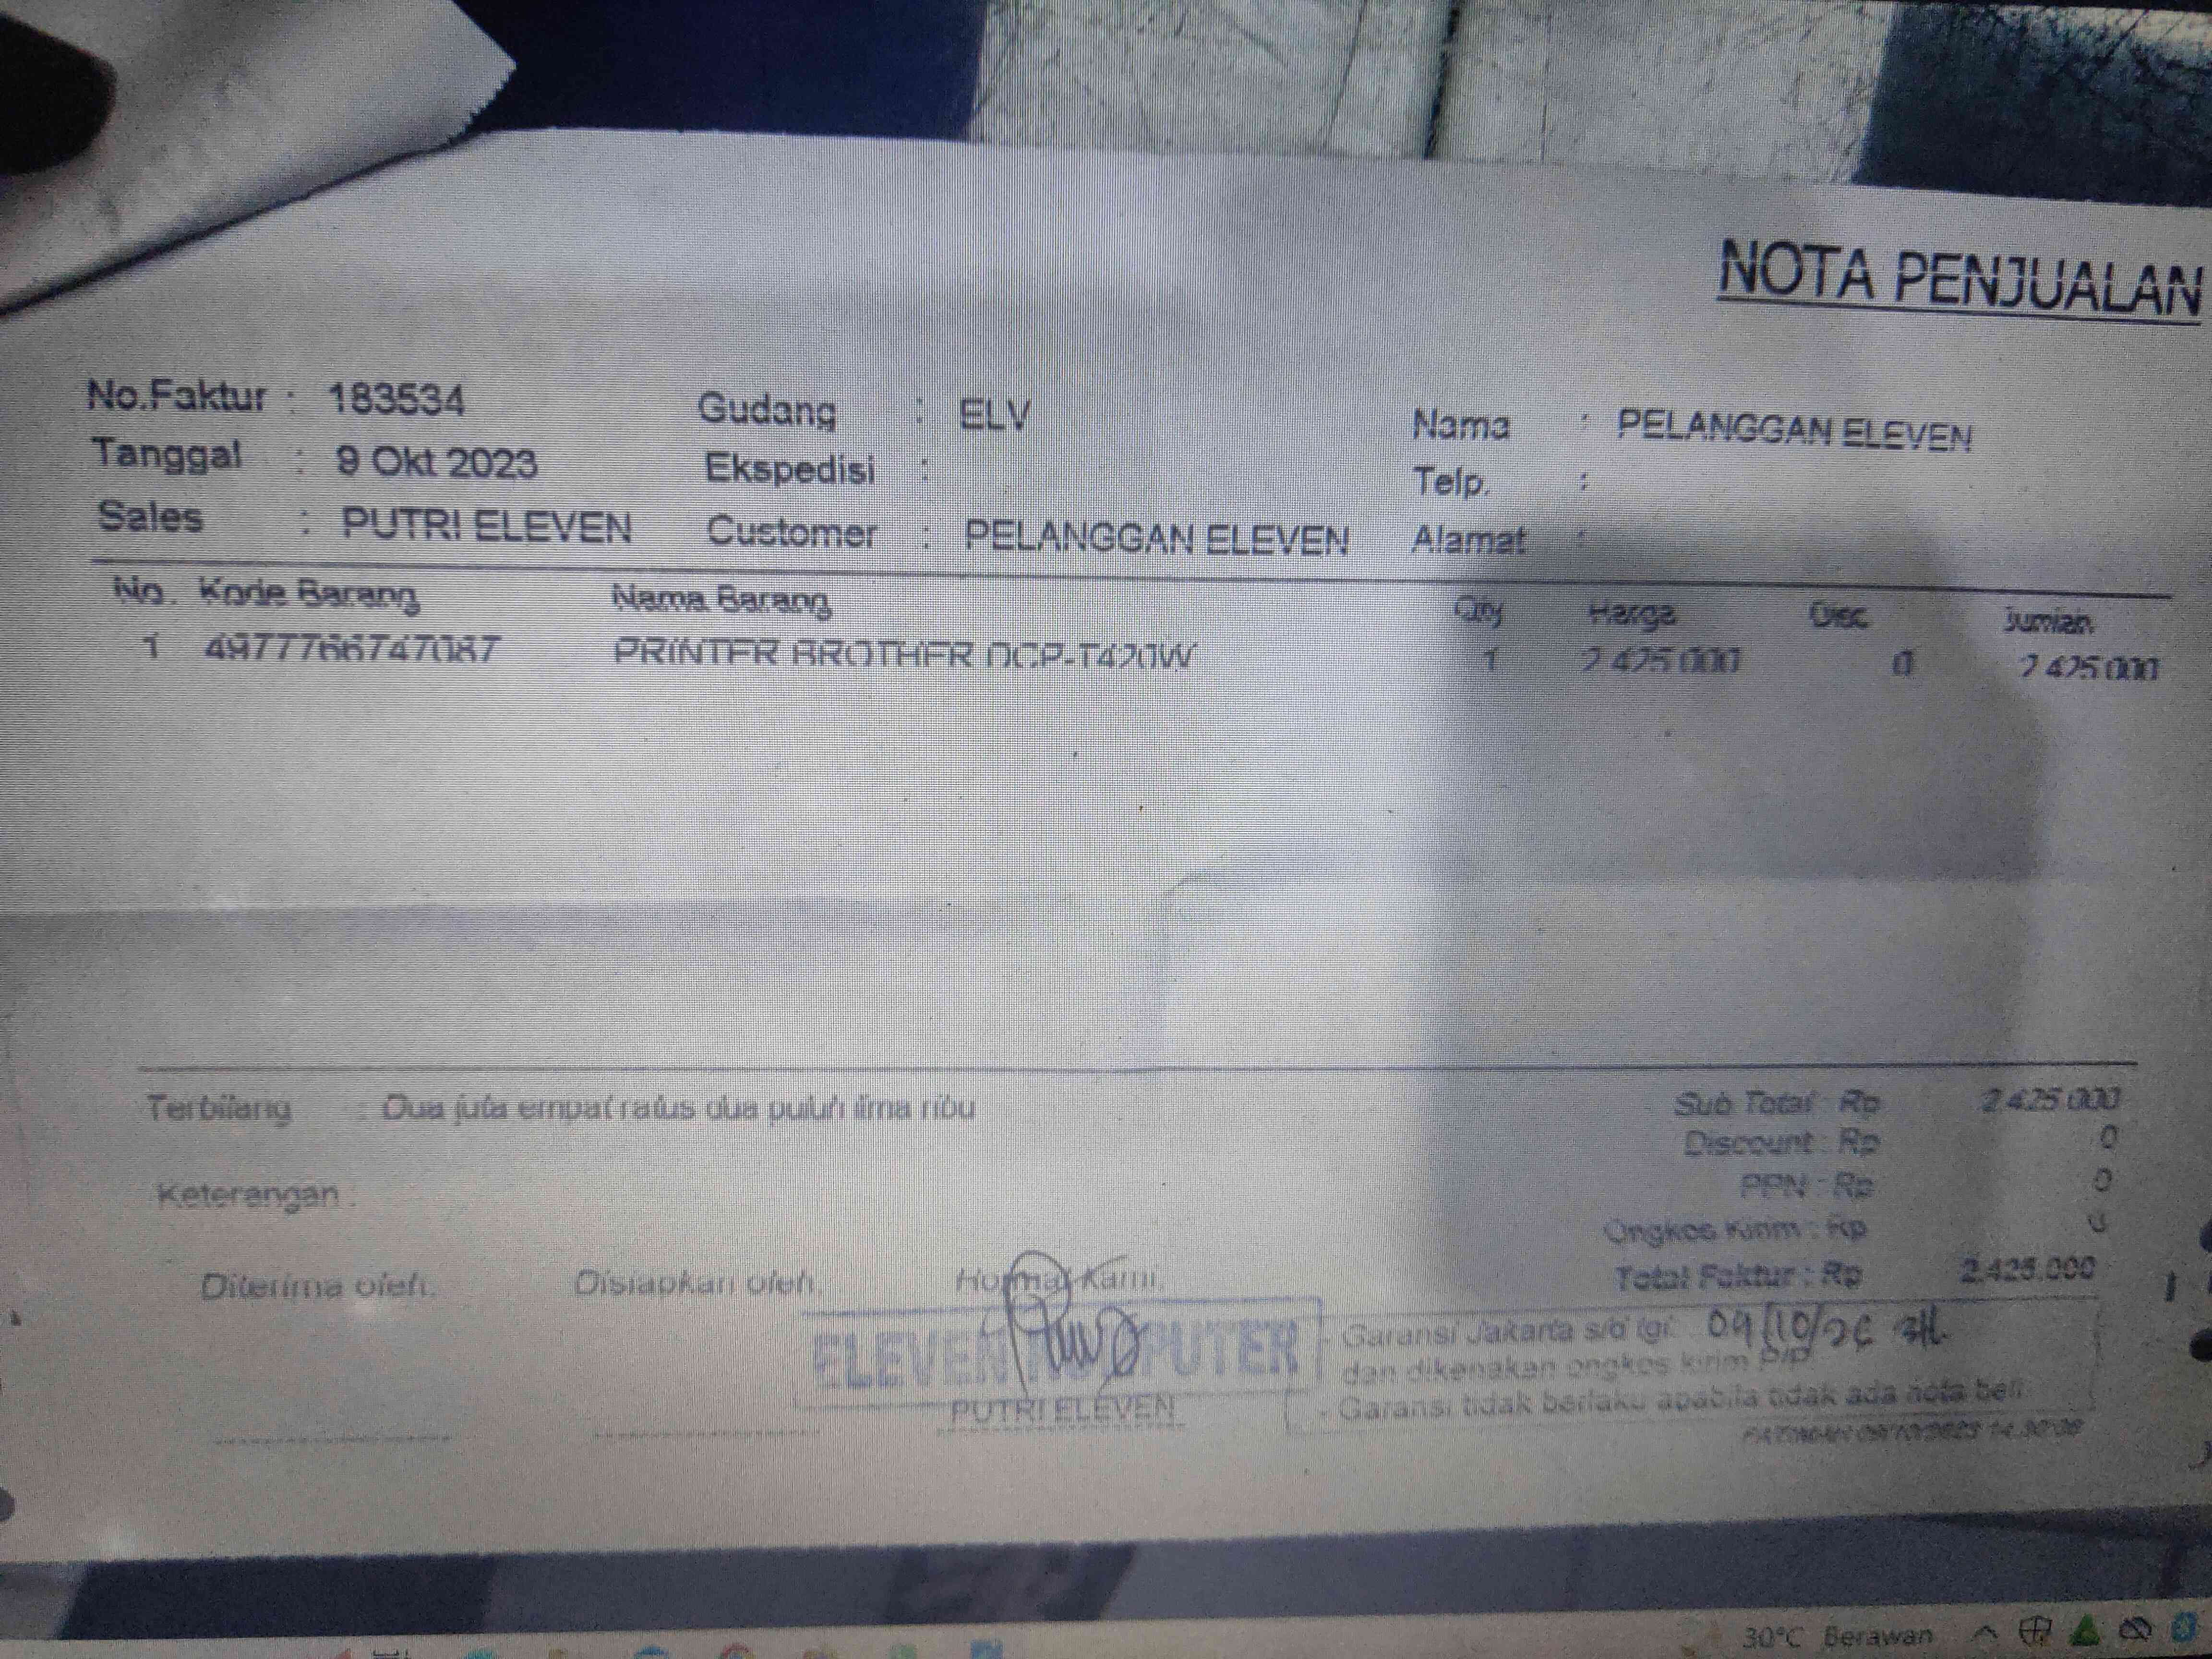 NOTA PENJUALAN
No.Faktur : 183534 Gudang : ELV Nama : PELANGGAN ELEVEN
Tanggal : 9 Okt 2023 Ekspedisi : Telp. :
Sales : PUTRI ELEVEN Customer : PELANGGAN ELEVEN Alamat :
No. Kode Barang Nama Barang Qty Harga Disc Jumlah
1 4977766747087 PRINTER BROTHER DCP-T420W 1 2.425.000 0 2.425.000
Terbilang : Dua juta empat ratus dua puluh lima ribu Sub Total : Rp 2.425.000
Discount : Rp 0
PPN : Rp 0
Keterangan :
Ongkos Kirim : Rp 0
Diterima oleh, Disiapkan oleh, Hormat Kami, Total Faktur : Rp 2.425.000
ELEVEN KOMPUTER
- Garansi Jakarta s/d tgl: 09/10/26
dan dikenakan ongkos kirim P/P
- Garansi tidak berlaku apabila tidak ada nota beli
PUTRI ELEVEN
30°C Berawan